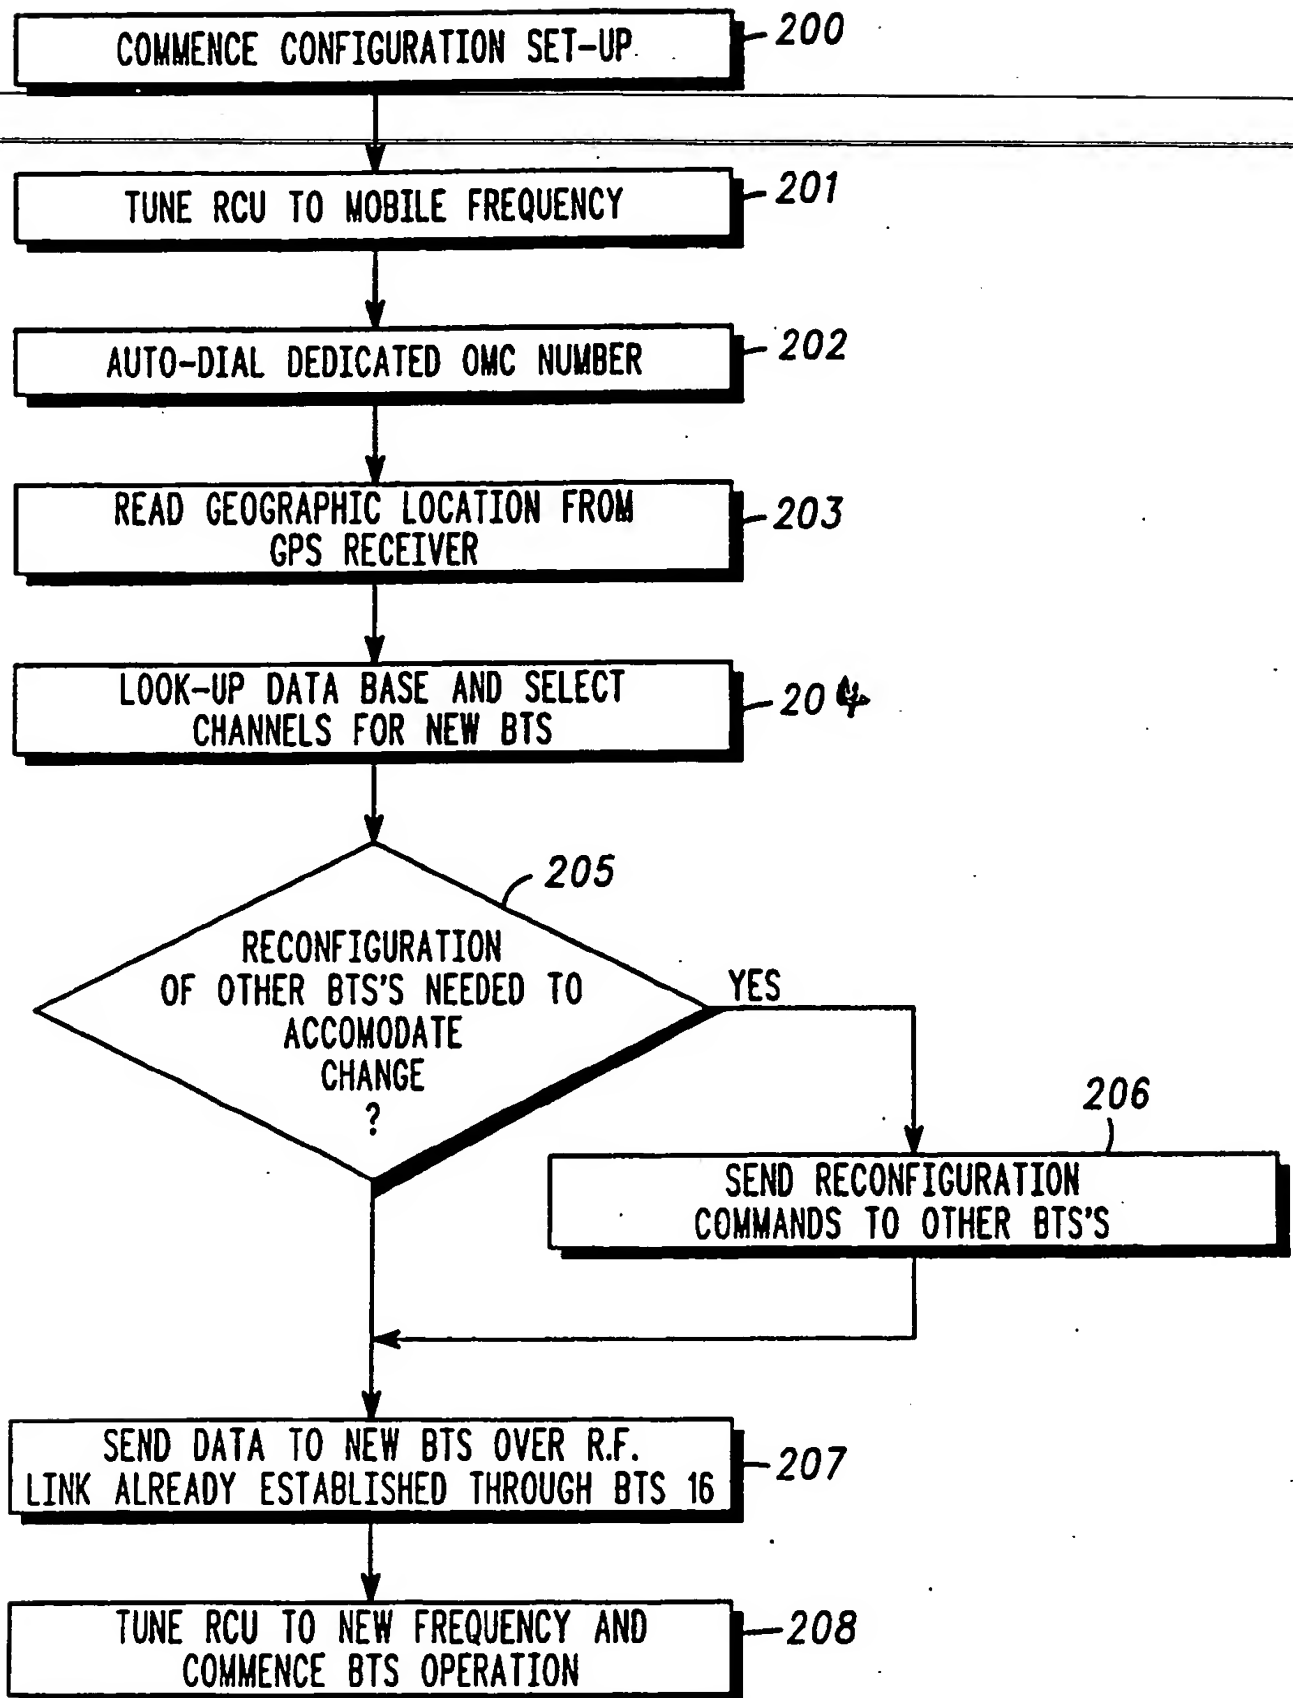 COMMENCE CONFIGURATION SET-UP
200
TUNE RCU TO MOBILE FREQUENCY
201
AUTO-DIAL DEDICATED OMC NUMBER
202
READ GEOGRAPHIC LOCATION FROM
GPS RECEIVER
203
LOOK-UP DATA BASE AND SELECT
CHANNELS FOR NEW BTS
204
205
RECONFIGURATION
OF OTHER BTS'S NEEDED TO
ACCOMODATE
CHANGE
?
YES
206
SEND RECONFIGURATION
COMMANDS TO OTHER BTS'S
SEND DATA TO NEW BTS OVER R.F.
LINK ALREADY ESTABLISHED THROUGH BTS 16
207
TUNE RCU TO NEW FREQUENCY AND
COMMENCE BTS OPERATION
208